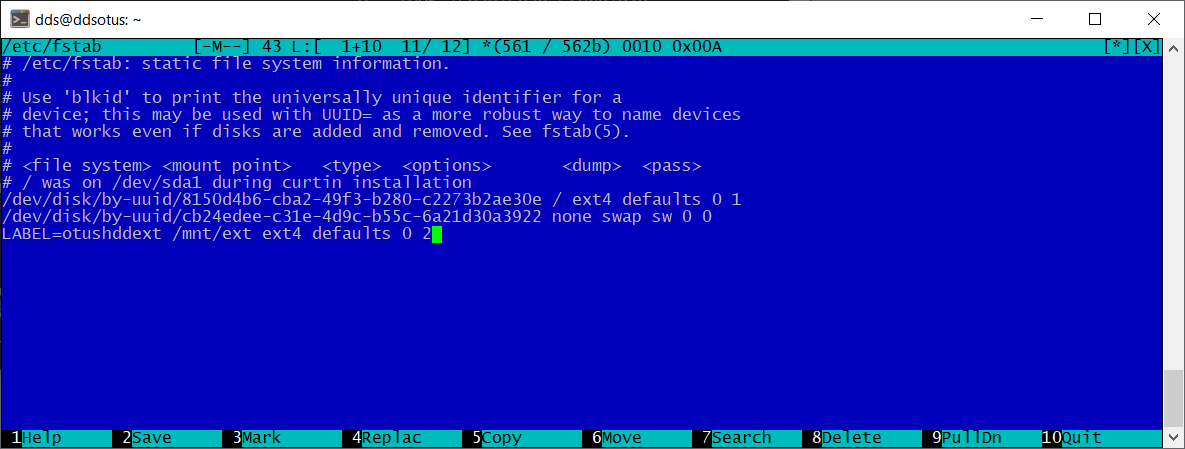 dds@ddsotus: ~
/etc/fstab [-M--] 43 L:[ 1+10 11/ 12] *(561 / 562b) 0010 0x00A [*][X]
# /etc/fstab: static file system information.
#
# Use 'blkid' to print the universally unique identifier for a
# device; this may be used with UUID= as a more robust way to name devices
# that works even if disks are added and removed. See fstab(5).
#
# <file system> <mount point> <type> <options> <dump> <pass>
# / was on /dev/sda1 during curtin installation
/dev/disk/by-uuid/8150d4b6-cba2-49f3-b280-c2273b2ae30e / ext4 defaults 0 1
/dev/disk/by-uuid/cb24edee-c31e-4d9c-b55c-6a21d30a3922 none swap sw 0 0
LABEL=otushddext /mnt/ext ext4 defaults 0 2
1Help 2Save 3Mark 4Replac 5Copy 6Move 7Search 8Delete 9PullDn 10Quit